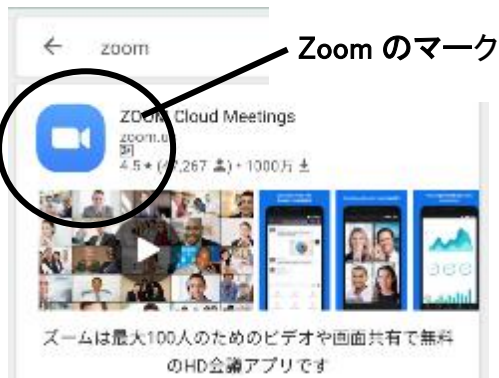 zoom
Zoom のマーク
ZOOM Cloud Meetings
zoom.u
4.5★ 1000万
ズームは最大100人のためのビデオや画面共有で無料
のHD会議アプリです